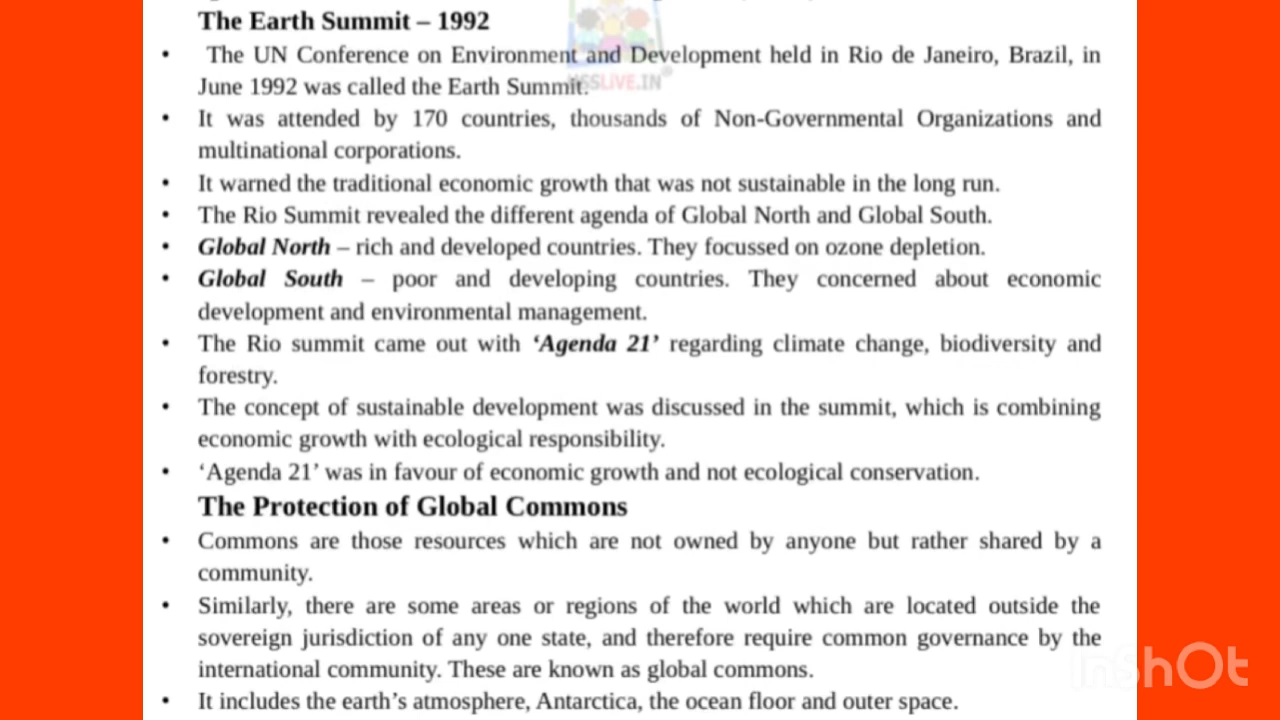 The Earth Summit – 1992
• The UN Conference on Environment and Development held in Rio de Janeiro, Brazil, in
June 1992 was called the Earth Summit.
HSSLIVE.IN
• It was attended by 170 countries, thousands of Non-Governmental Organizations and
multinational corporations.
• It warned the traditional economic growth that was not sustainable in the long run.
• The Rio Summit revealed the different agenda of Global North and Global South.
• Global North – rich and developed countries. They focussed on ozone depletion.
• Global South – poor and developing countries. They concerned about economic
development and environmental management.
• The Rio summit came out with ‘Agenda 21’ regarding climate change, biodiversity and
forestry.
• The concept of sustainable development was discussed in the summit, which is combining
economic growth with ecological responsibility.
• ‘Agenda 21’ was in favour of economic growth and not ecological conservation.
The Protection of Global Commons
• Commons are those resources which are not owned by anyone but rather shared by a
community.
• Similarly, there are some areas or regions of the world which are located outside the
sovereign jurisdiction of any one state, and therefore require common governance by the
international community. These are known as global commons.
InShOt
• It includes the earth’s atmosphere, Antarctica, the ocean floor and outer space.